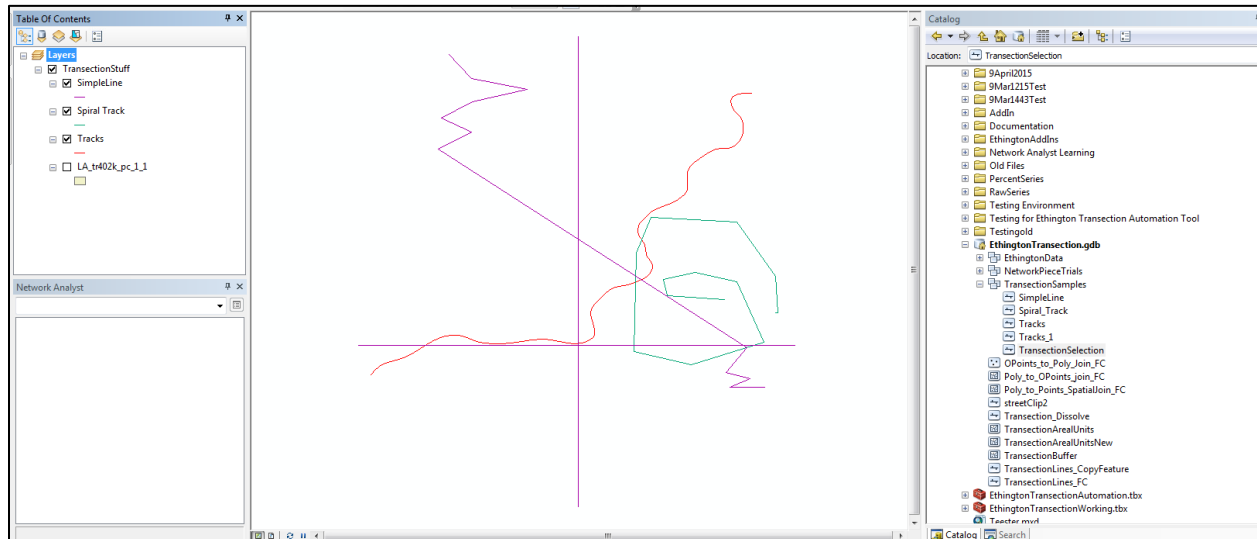 Table Of Contents
Layers
TransectionStuff
SimpleLine
Spiral Track
Tracks
LA_tr402k_pc_1_1
Network Analyst
Catalog
Location: TransectionSelection
9April2015
9Mar1215Test
9Mar1443Test
AddIn
Documentation
EthingtonAddIns
Network Analyst Learning
Old Files
PercentSeries
RawSeries
Testing Environment
Testing for Ethington Transection Automation Tool
Testingold
EthingtonTransection.gdb
EthingtonData
NetworkPieceTrials
TransectionSamples
SimpleLine
Spiral_Track
Tracks
Tracks_1
TransectionSelection
OPoints_to_Poly_Join_FC
Poly_to_OPoints_join_FC
Poly_to_Points_SpatialJoin_FC
streetClip2
Transection_Dissolve
TransectionArealUnits
TransectionArealUnitsNew
TransectionBuffer
TransectionLines_CopyFeature
TransectionLines_FC
EthingtonTransectionAutomation.tbx
EthingtonTransectionWorking.tbx
Teester.mxd
Catalog Search